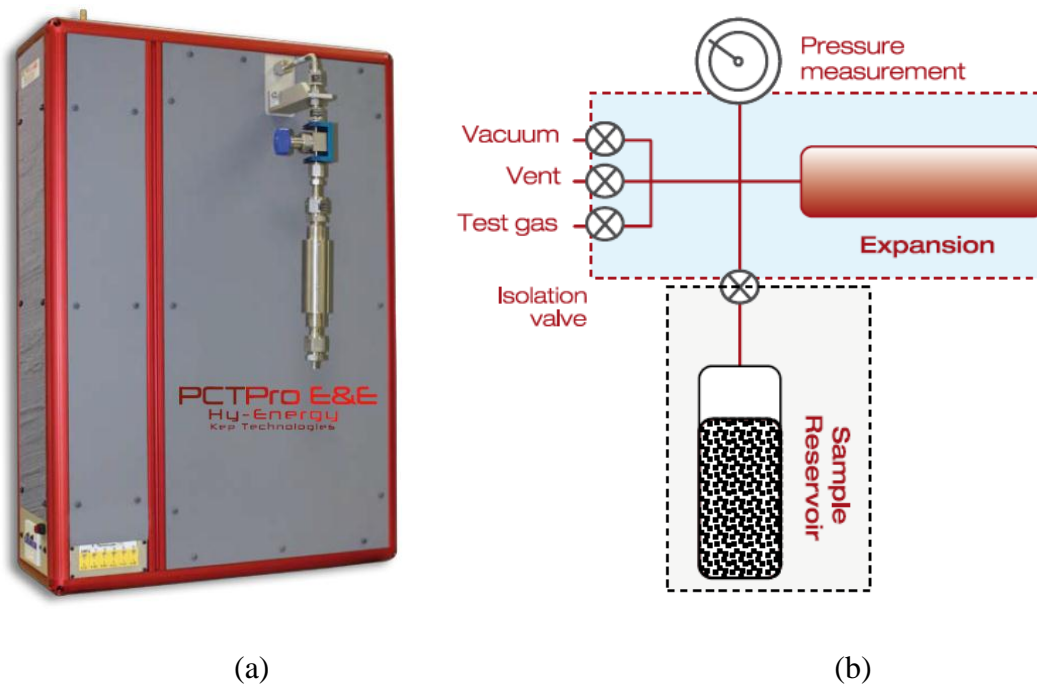 PCTPro E&E
Hy-Energy
Kep Technologies
Pressure
measurement
Vacuum
Vent
Test gas
Expansion
Isolation
valve
Sample
Reservoir
(a)
(b)